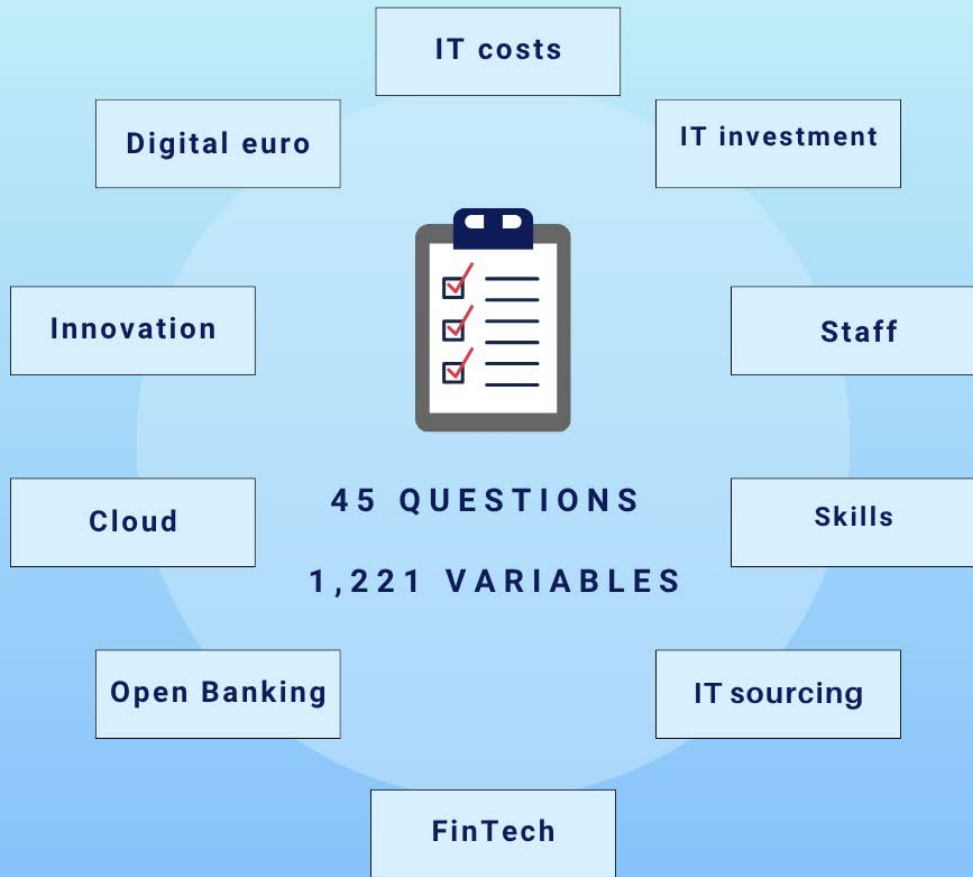 IT costs
Digital euro
IT investment
Innovation
Staff
Cloud
45 QUESTIONS
Skills
1,221 VARIABLES
Open Banking
IT sourcing
FinTech